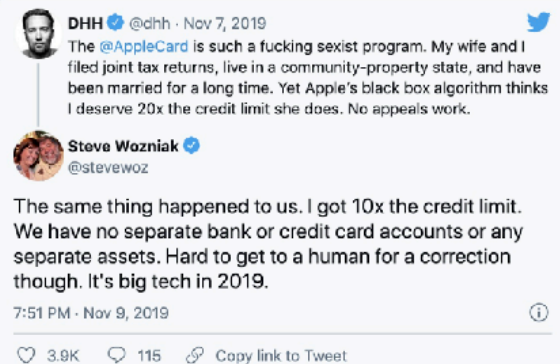 DHH @dhh · Nov 7, 2019
The @AppleCard is such a fucking sexist program. My wife and I
filed joint tax returns, live in a community-property state, and have
been married for a long time. Yet Apple's black box algorithm thinks
I deserve 20x the credit limit she does. No appeals work.
Steve Wozniak
@stevewoz
The same thing happened to us. I got 10x the credit limit.
We have no separate bank or credit card accounts or any
separate assets. Hard to get to a human for a correction
though. It's big tech in 2019.
7:51 PM · Nov 9, 2019
3.9K 115 Copy link to Tweet